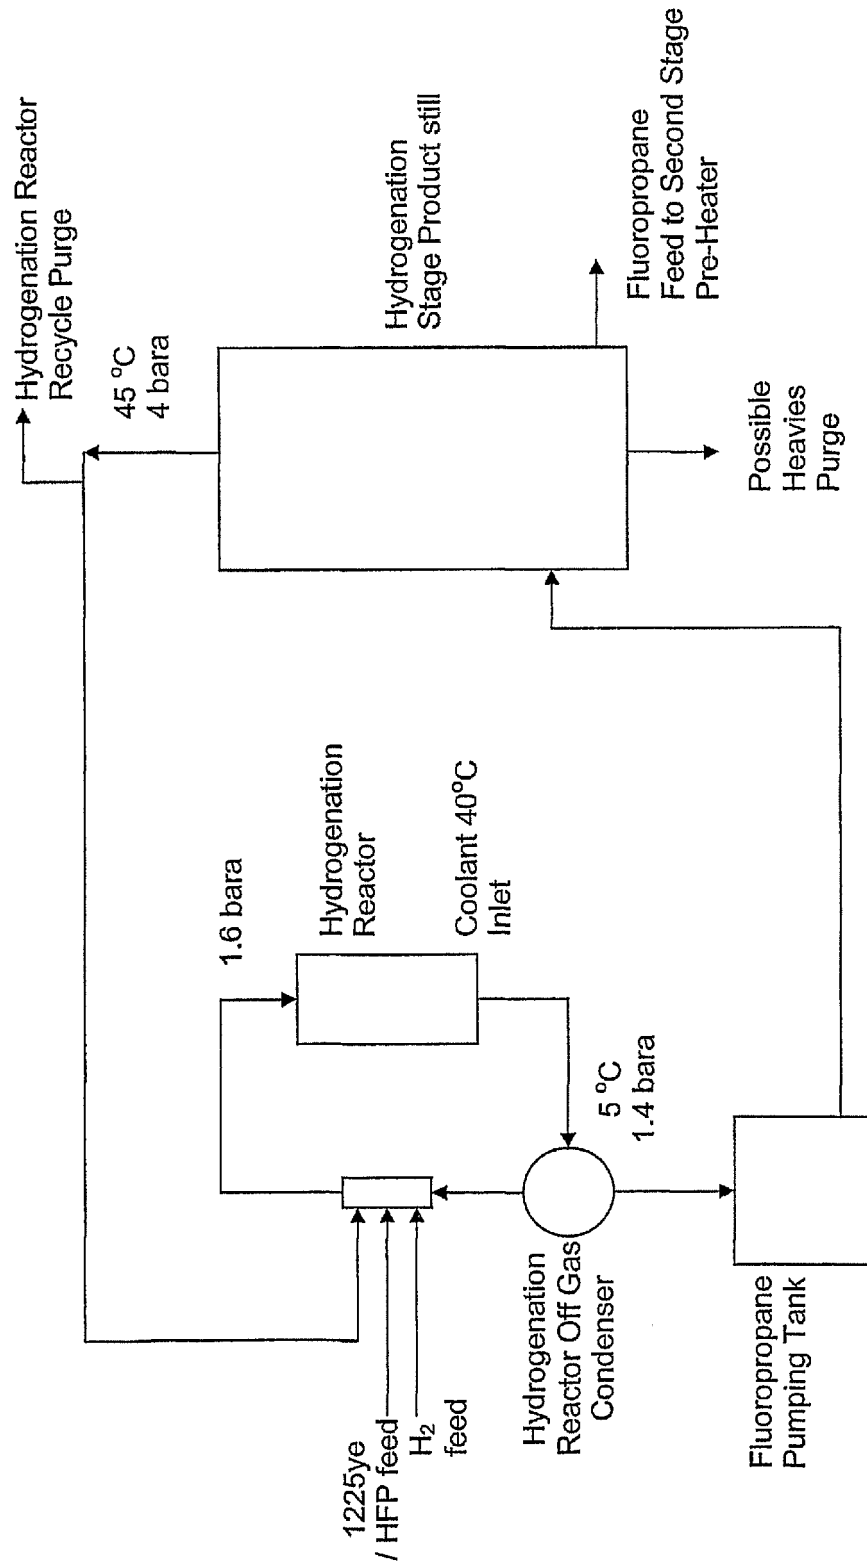 Hydrogenation Reactor
Recycle Purge
45 °C
4 bara
Hydrogenation
Stage Product still
Fluoropropane
Feed to Second Stage
Pre-Heater
Possible
Heavies
Purge
1.6 bara
Hydrogenation
Reactor
Coolant 40°C
Inlet
5 °C
1.4 bara
1225ye
/ HFP feed
H₂
feed
Hydrogenation
Reactor Off Gas
Condenser
Fluoropropane
Pumping Tank